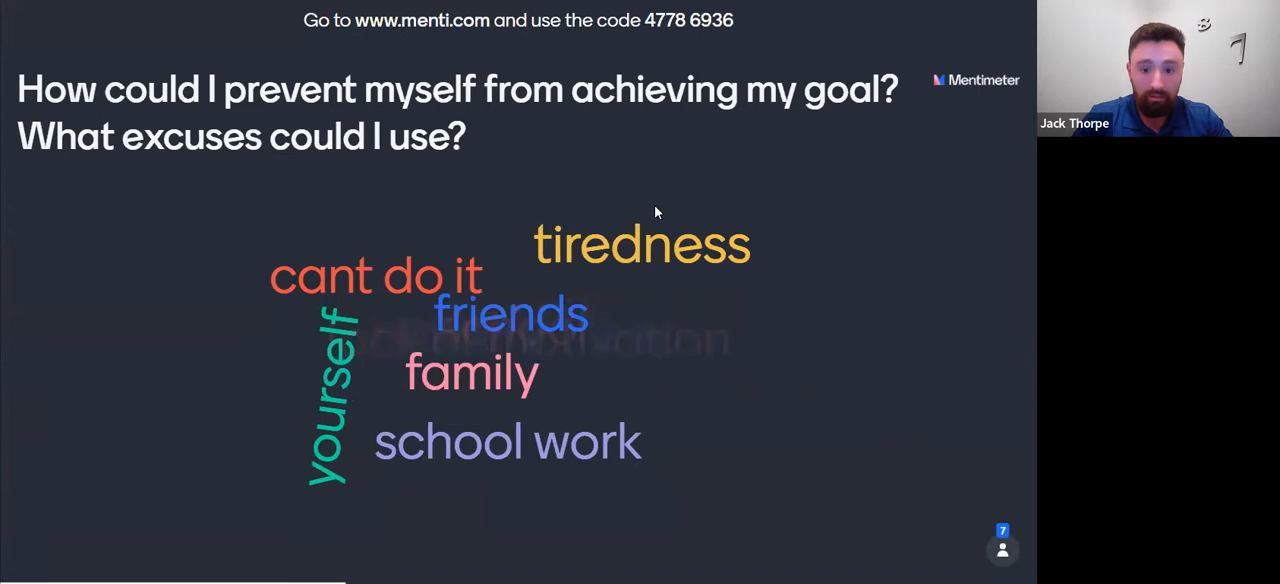 Go to www.menti.com and use the code 4778 6936
How could I prevent myself from achieving my goal?
What excuses could I use?
Mentimeter
Jack Thorpe
tiredness
cant do it
friends
yourself
family
school work
7